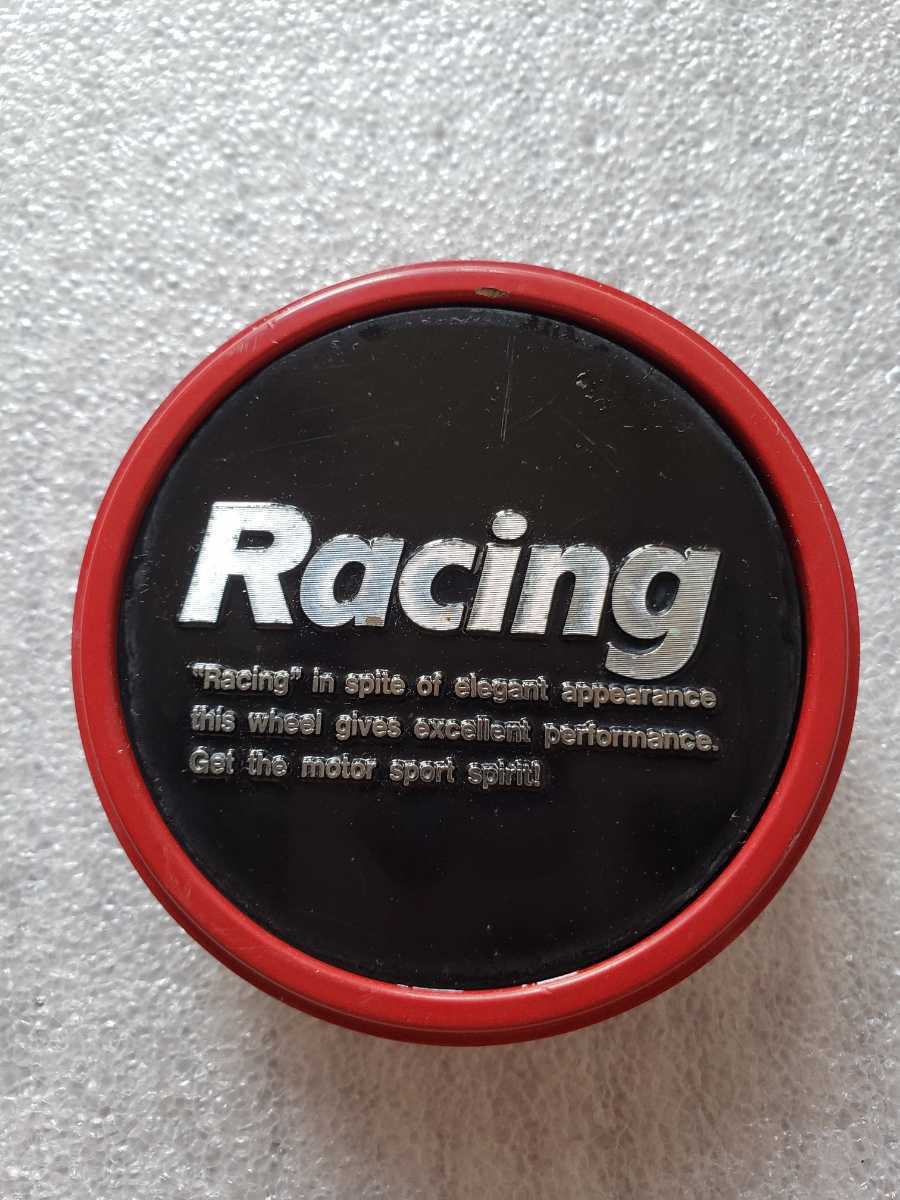 Racing
"Racing" in spite of elegant appearance
this wheel gives excellent performance.
Get the motor sport spirit!